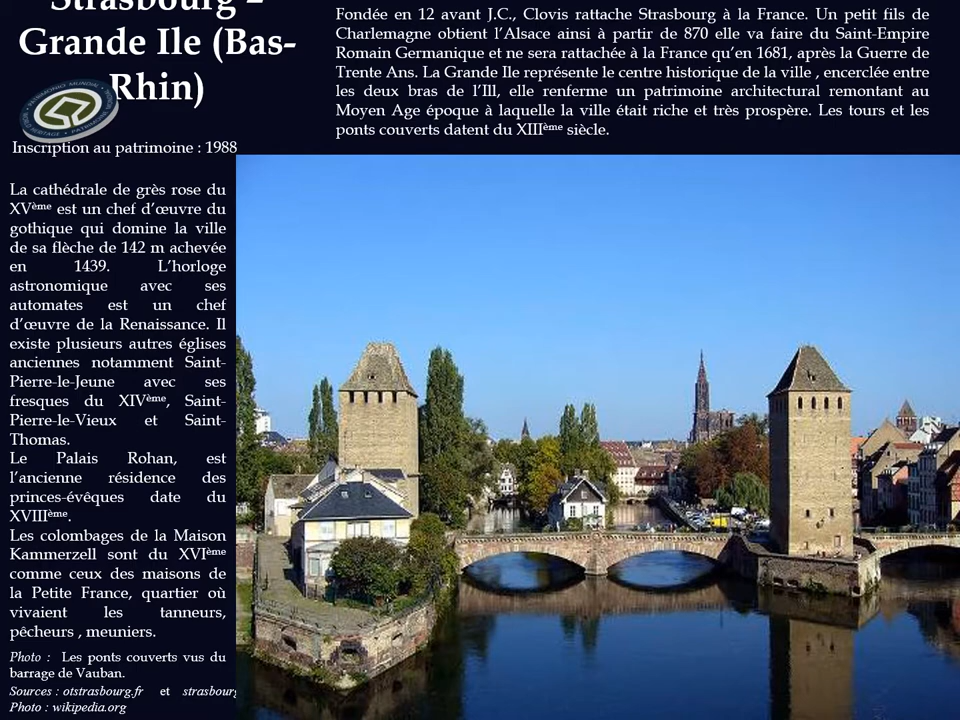 Strasbourg –
Grande Ile (Bas-
Rhin)
Inscription au patrimoine : 1988
Fondée en 12 avant J.C., Clovis rattache Strasbourg à la France. Un petit fils de
Charlemagne obtient l'Alsace ainsi à partir de 870 elle va faire du Saint-Empire
Romain Germanique et ne sera rattachée à la France qu'en 1681, après la Guerre de
Trente Ans. La Grande Ile représente le centre historique de la ville , encerclée entre
les deux bras de l'Ill, elle renferme un patrimoine architectural remontant au
Moyen Age époque à laquelle la ville était riche et très prospère. Les tours et les
ponts couverts datent du XIIIème siècle.
La cathédrale de grès rose du
XVème est un chef d'œuvre du
gothique qui domine la ville
de sa flèche de 142 m achevée
en 1439. L'horloge
astronomique avec ses
automates est un chef
d'œuvre de la Renaissance. Il
existe plusieurs autres églises
anciennes notamment Saint-
Pierre-le-Jeune avec ses
fresques du XIVème, Saint-
Pierre-le-Vieux et Saint-
Thomas.
Le Palais Rohan, est
l'ancienne résidence des
princes-évêques date du
XVIIIème.
Les colombages de la Maison
Kammerzell sont du XVIème
comme ceux des maisons de
la Petite France, quartier où
vivaient les tanneurs,
pêcheurs , meuniers.
Photo : Les ponts couverts vus du
barrage de Vauban.
Sources : otstrasbourg.fr et strasbourg
Photo : wikipedia.org